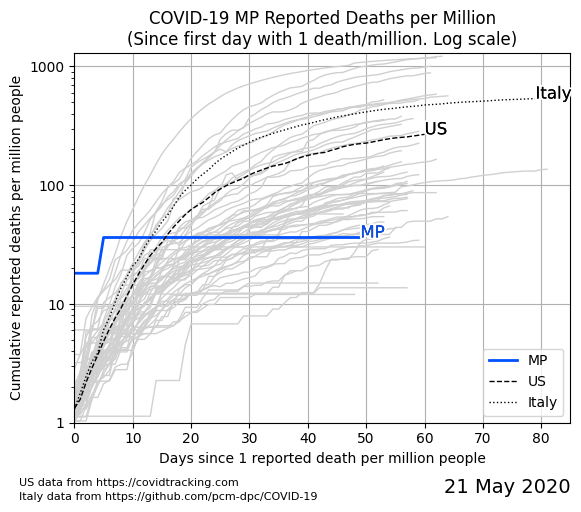 COVID-19 MP Reported Deaths per Million
(Since first day with 1 death/million. Log scale)
Cumulative reported deaths per million people
1000
100
10
1
Italy
US
MP
MP
US
Italy
0 10 20 30 40 50 60 70 80
Days since 1 reported death per million people
US data from https://covidtracking.com
Italy data from https://github.com/pcm-dpc/COVID-19
21 May 2020